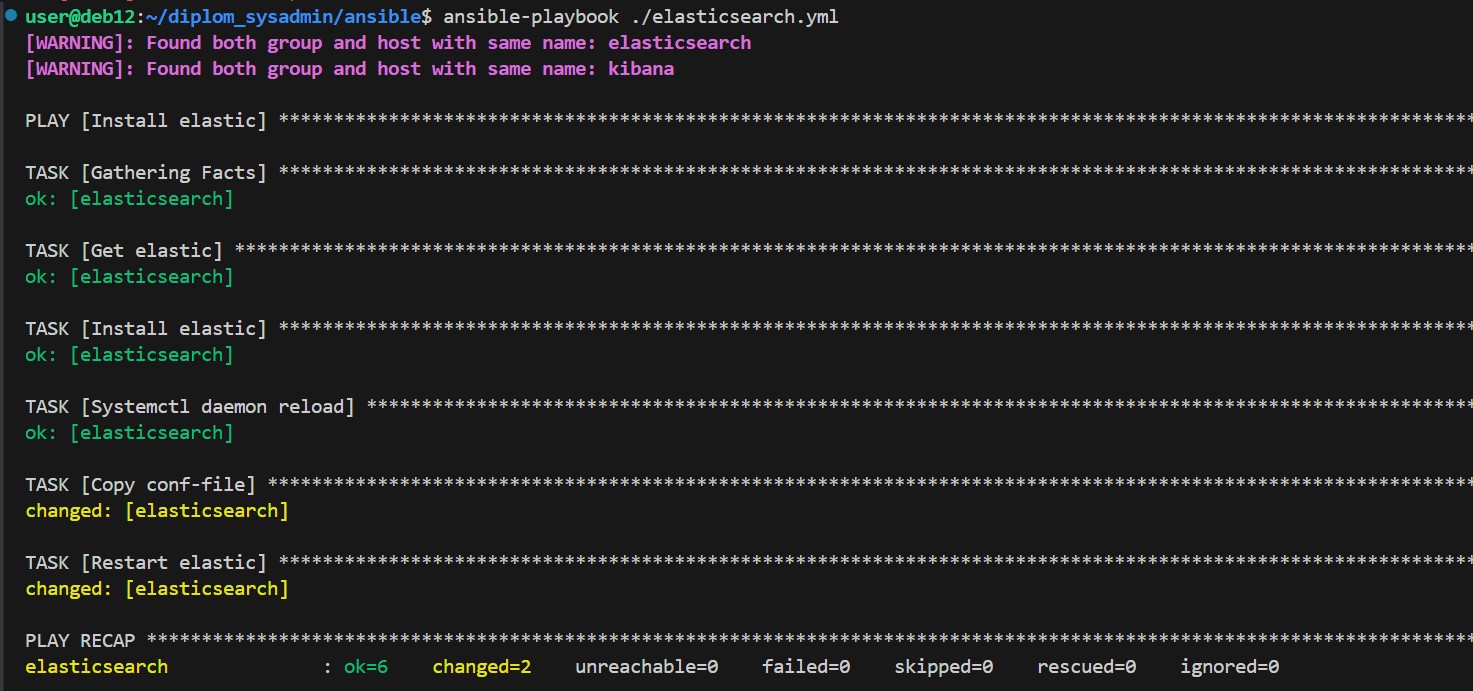 user@deb12:~/diplom_sysadmin/ansible$ ansible-playbook ./elasticsearch.yml
[WARNING]: Found both group and host with same name: elasticsearch
[WARNING]: Found both group and host with same name: kibana
PLAY [Install elastic] *************************************************************************************************************
TASK [Gathering Facts] *************************************************************************************************************
ok: [elasticsearch]
TASK [Get elastic] *****************************************************************************************************************
ok: [elasticsearch]
TASK [Install elastic] *************************************************************************************************************
ok: [elasticsearch]
TASK [Systemctl daemon reload] *****************************************************************************************************
ok: [elasticsearch]
TASK [Copy conf-file] **************************************************************************************************************
changed: [elasticsearch]
TASK [Restart elastic] *************************************************************************************************************
changed: [elasticsearch]
PLAY RECAP *************************************************************************************************************************
elasticsearch : ok=6 changed=2 unreachable=0 failed=0 skipped=0 rescued=0 ignored=0